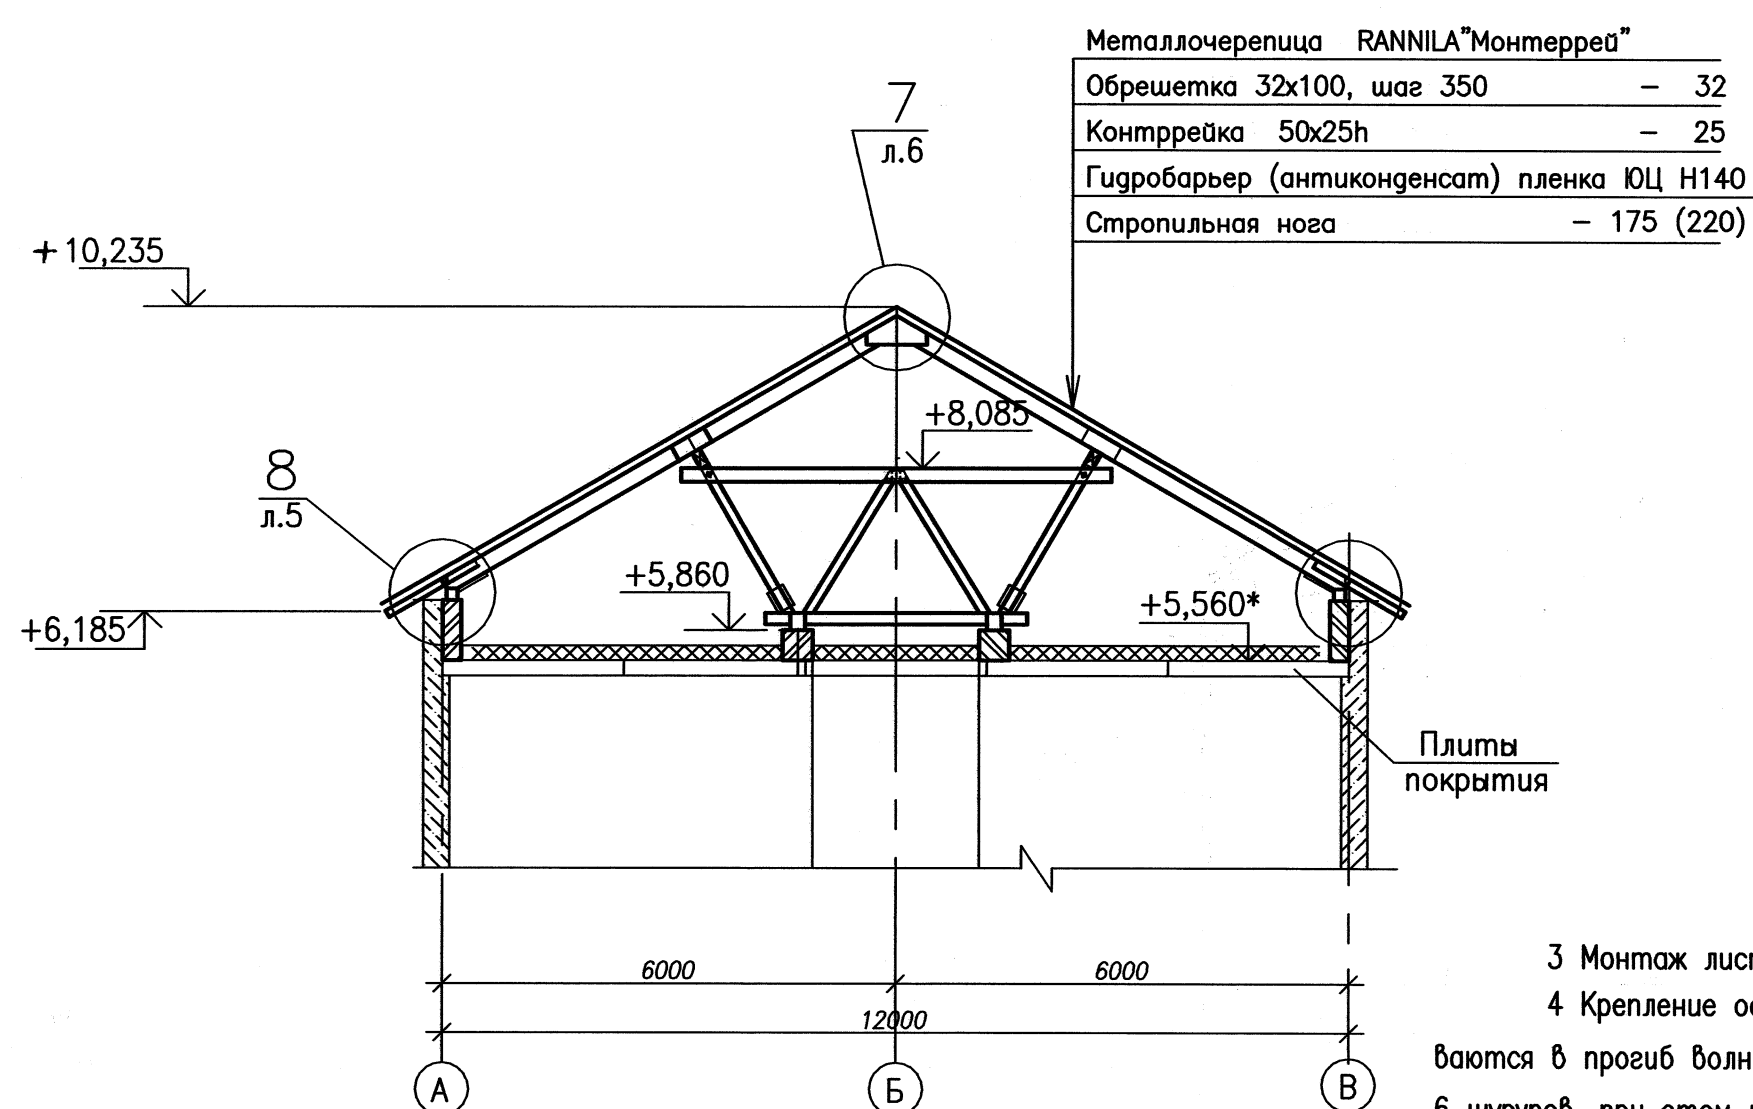 Металлочерепица RANNILA"Монтеррей"
Обрешетка 32х100, шаг 350 – 32
Контррейка 50х25h – 25
Гидробарьер (антиконденсат) пленка ЮЦ Н140
Стропильная нога – 175 (220)
7
л.6
+10,235
+8,085
8
л.5
+5,860
+5,560*
+6,185
Плиты
покрытия
6000
6000
12000
3 Монтаж
4 Крепление
ваются в прогиб
А
Б
В